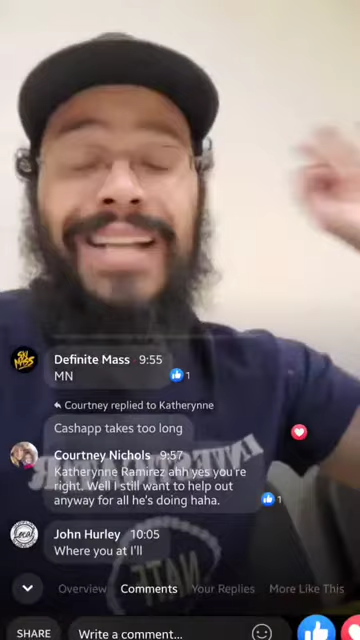 Definite Mass 9:55
MN
1
Courtney replied to Katherynne
Cashapp takes too long
Courtney Nichols 9:57
Katherynne Ramirez ahh yes you're
right. Well I still want to help out
anyway for all he's doing haha.
1
John Hurley 10:05
Where you at I'll
Overview Comments Your Replies More Like This
SHARE Write a comment...